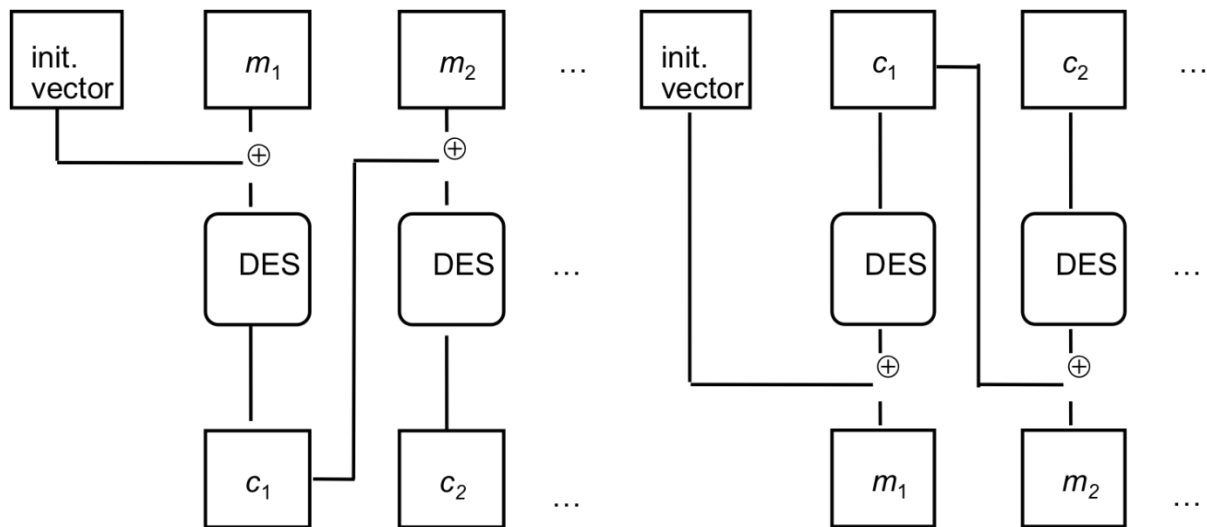 init.
vector
m₁
m₂
…
init.
vector
c₁
c₂
…
⊕
⊕
DES
DES
…
DES
DES
…
⊕
⊕
c₁
c₂
…
m₁
m₂
…